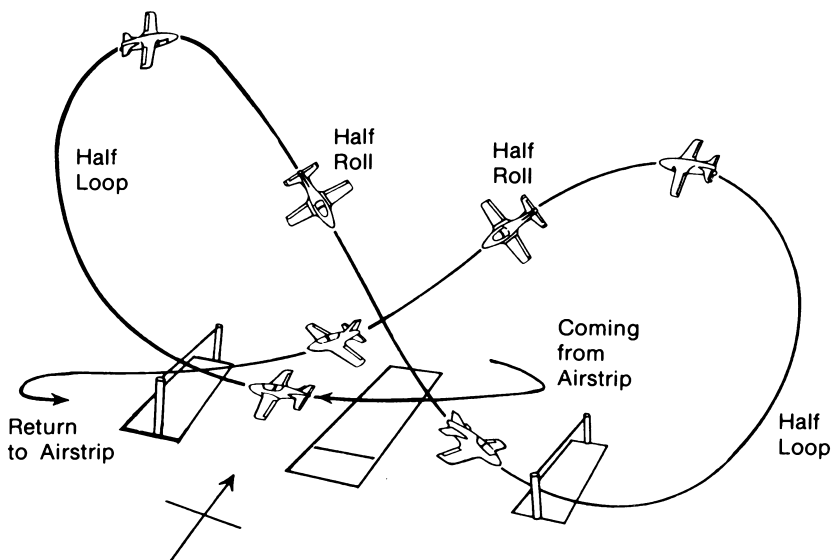 Half
Loop
Half
Roll
Half
Roll
Coming
from
Airstrip
Return
to Airstrip
Half
Loop